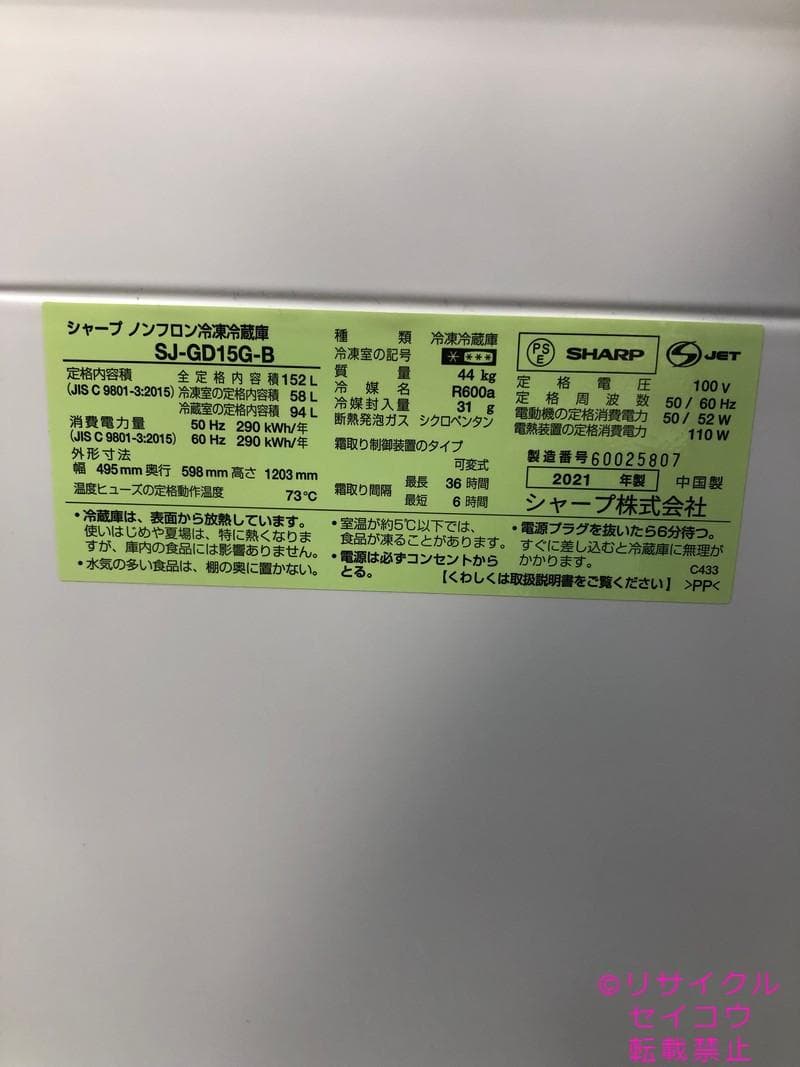 シャープ ノンフロン冷凍冷蔵庫
SJ-GD15G-B
定格内容積 全定格内容積 152 L
(JIS C 9801-3:2015) 冷凍室の定格内容積 58 L
冷蔵室の定格内容積 94 L
消費電力量 50 Hz 290 kWh/年
(JIS C 9801-3:2015) 60 Hz 290 kWh/年
外形寸法
幅 495 mm 奥行 598 mm 高さ 1203 mm
温度ヒューズの定格動作温度 73℃
種類 冷凍冷蔵庫
冷凍室の記号 ****
質量 44 kg
冷媒名 R600a
冷媒封入量 31 g
断熱発泡ガス シクロペンタン
霜取り制御装置のタイプ
可変式
霜取り間隔 最長 36 時間
最短 6 時間
PSE SHARP JET
定格電圧 100 V
定格周波数 50 / 60 Hz
電動機の定格消費電力 50 / 52 W
電熱装置の定格消費電力 110 W
製造番号 60025807
2021 年製 中国製
シャープ株式会社
・冷蔵庫は、表面から放熱しています。
使いはじめや夏場は、特に熱くなりま
すが、庫内の食品には影響ありません。
・水気の多い食品は、棚の奥に置かない。
・室温が約5℃以下では、
食品が凍ることがあります。
・電源は必ずコンセントから
とる。
・電源プラグを抜いたら6分待つ。
すぐに差し込むと冷蔵庫に無理が
かかります。
C433
【くわしくは取扱説明書をご覧ください】 >PP<
©リサイクル
セイコウ
転載禁止